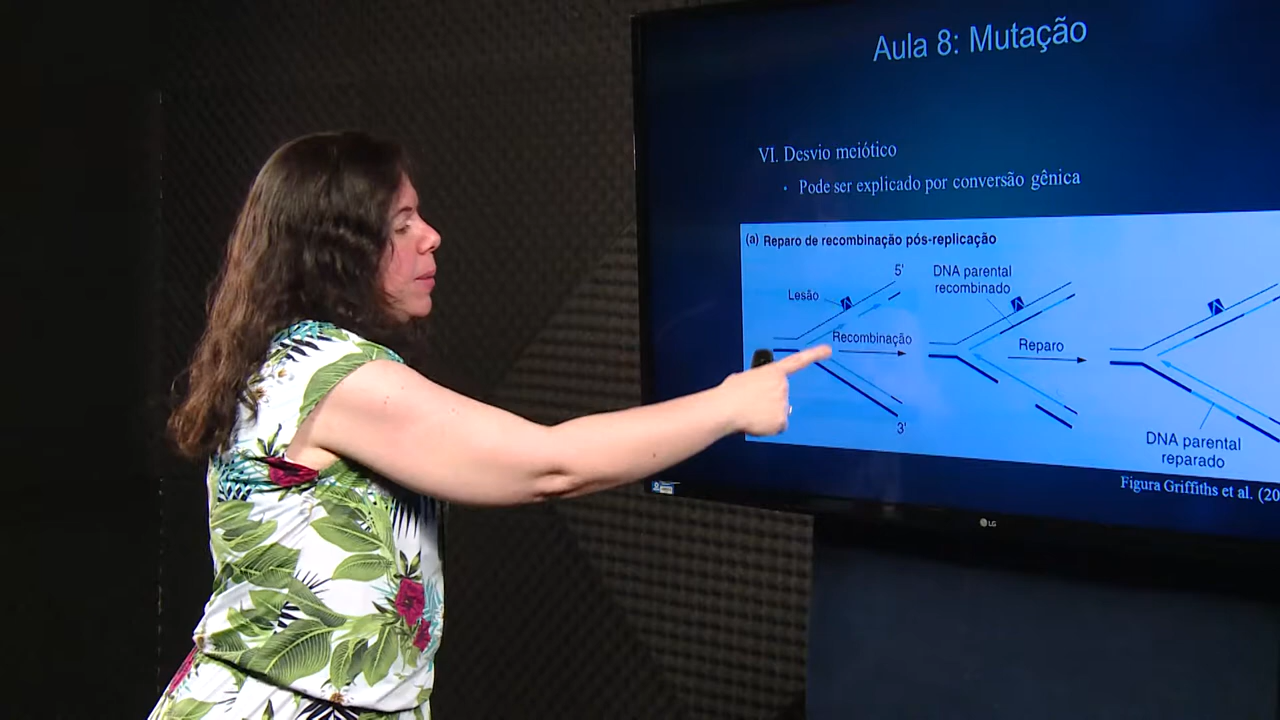 Aula 8: Mutação
VI. Desvio meiótico
• Pode ser explicado por conversão gênica
(a) Reparo de recombinação pós-replicação
5'
Lesão
DNA parental
recombinado
Recombinação
Reparo
3'
DNA parental
reparado
Figura Griffiths et al. (20
LG